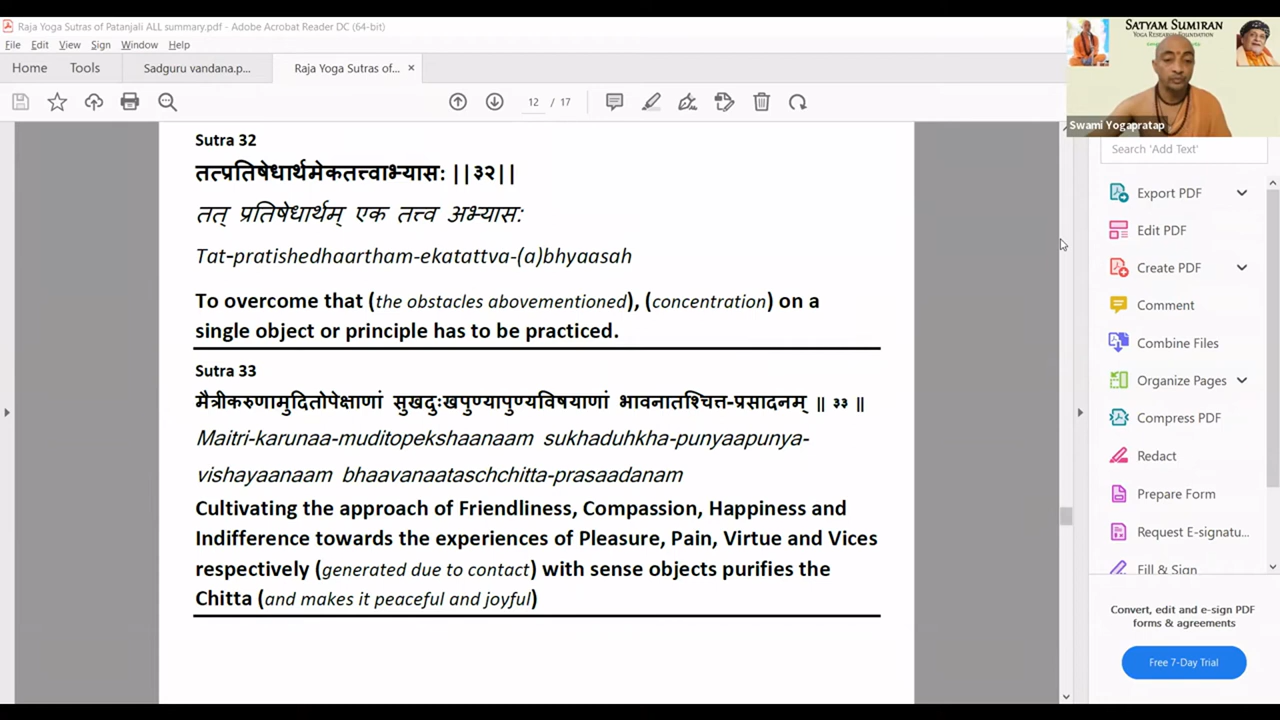 Raja Yoga Sutras of Patanjali ALL summary.pdf - Adobe Acrobat Reader DC (64-bit)
File Edit View Sign Window Help
Home Tools Sadguru vandana.p... Raja Yoga Sutras of... ×
12 / 17
SATYAM SUMIRAN
YOGA RESEARCH FOUNDATION
Swami Yogapratap
Search 'Add Text'
Export PDF
Edit PDF
Create PDF
Comment
Combine Files
Organize Pages
Compress PDF
Redact
Prepare Form
Request E-signatu...
Fill & Sign
Convert, edit and e-sign PDF
forms & agreements
Free 7-Day Trial
Sutra 32
तत्प्रतिषेधार्थमेकतत्त्वाभ्यासः ||३२||
तत् प्रतिषेधार्थम् एक तत्त्व अभ्यासः
Tat-pratishedhaartham-ekatattva-(a)bhyaasah
To overcome that (the obstacles abovementioned), (concentration) on a
single object or principle has to be practiced.
Sutra 33
मैत्रीकरुणामुदितोपेक्षाणां सुखदुःखपुण्यापुण्यविषयाणां भावनातश्चित्त-प्रसादनम् ॥ ३३ ॥
Maitri-karunaa-muditopekshaanaam sukhaduhkha-punyaapunya-
vishayaanaam bhaavanaataschchitta-prasaadanam
Cultivating the approach of Friendliness, Compassion, Happiness and
Indifference towards the experiences of Pleasure, Pain, Virtue and Vices
respectively (generated due to contact) with sense objects purifies the
Chitta (and makes it peaceful and joyful)